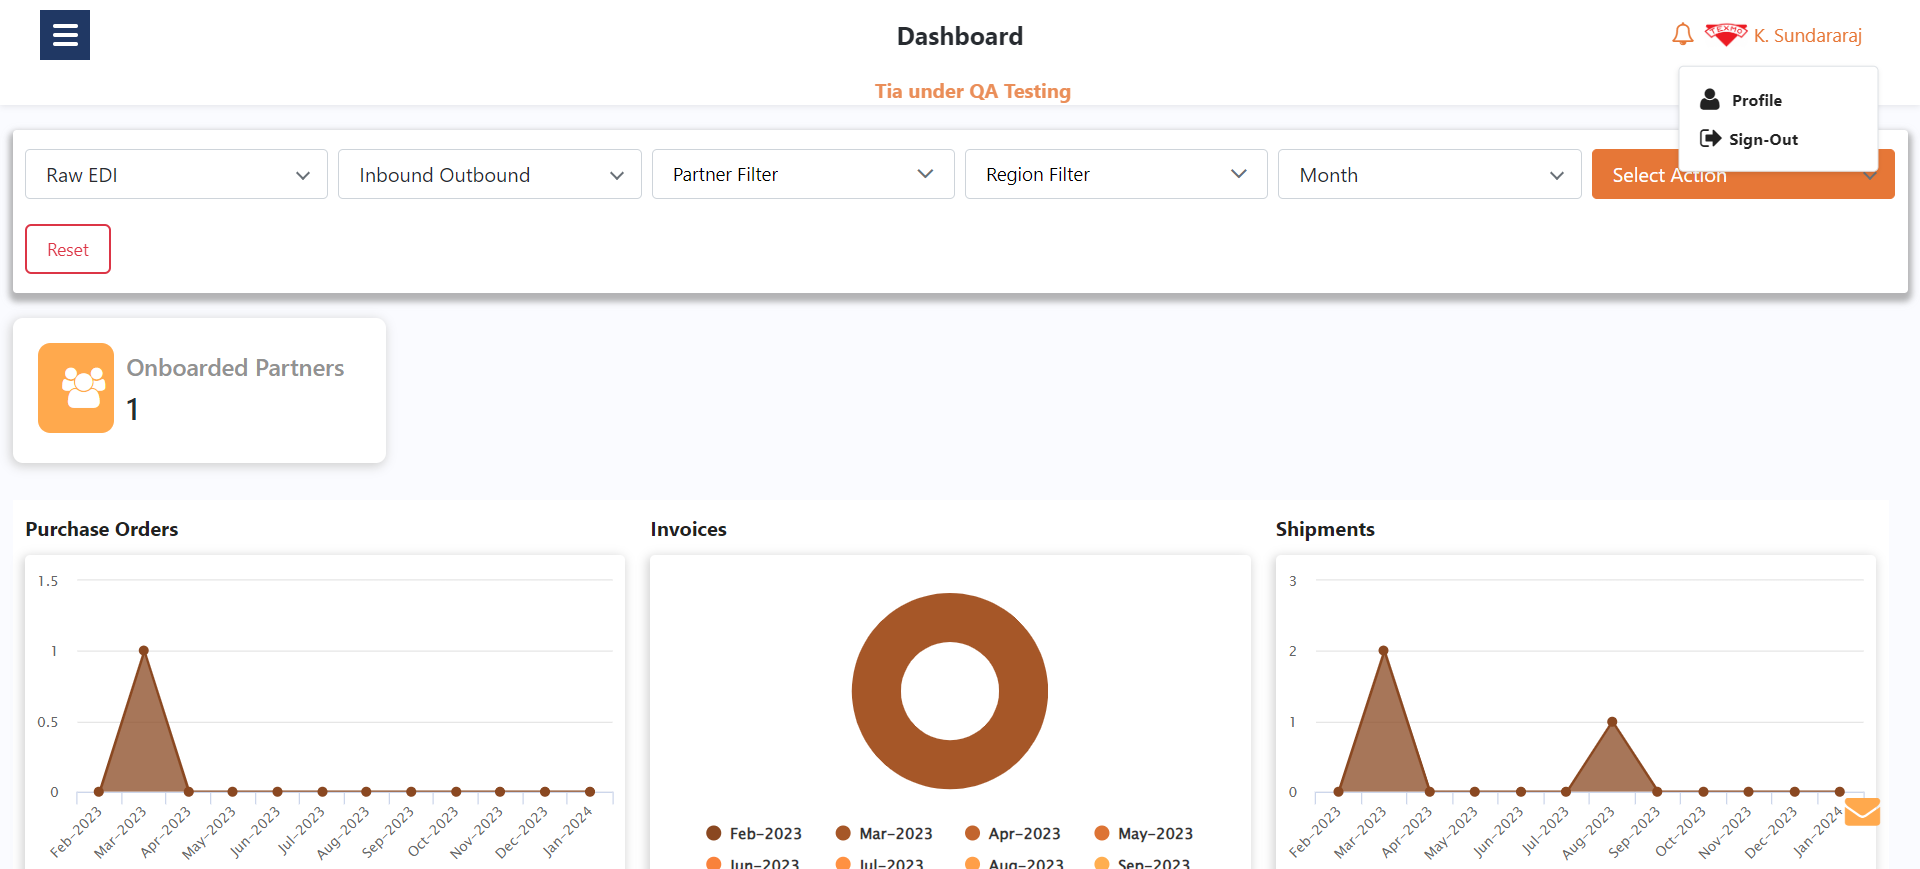 Dashboard
TEXMO
K. Sundararaj
Tia under QA Testing
Profile
Sign-Out
Raw EDI
Inbound Outbound
Partner Filter
Region Filter
Month
Select Action
Reset
Onboarded Partners
1
Purchase Orders
1.5
1
0.5
0
Feb-2023
Mar-2023
Apr-2023
May-2023
Jun-2023
Jul-2023
Aug-2023
Sep-2023
Oct-2023
Nov-2023
Dec-2023
Jan-2024
Invoices
Feb-2023
Mar-2023
Apr-2023
May-2023
Jun-2023
Jul-2023
Aug-2023
Sep-2023
Shipments
3
2
1
0
Feb-2023
Mar-2023
Apr-2023
May-2023
Jun-2023
Jul-2023
Aug-2023
Sep-2023
Oct-2023
Nov-2023
Dec-2023
Jan-2024